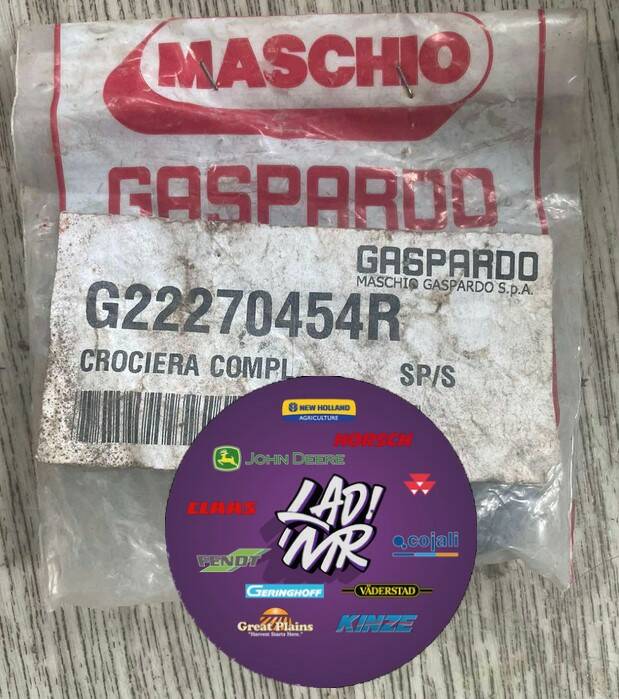 MASCHIO
GASPARDO
GASPARDO
MASCHIO GASPARDO S.p.A.
G22270454R
CROCIERA COMPL SP/S
NEW HOLLAND
AGRICULTURE
HORSCH
JOHN DEERE
CLAAS
LAD!
'MR
cojali
FENDT
GERINGHOFF
VÄDERSTAD
Great Plains
"Harvest Starts Here."
KINZE